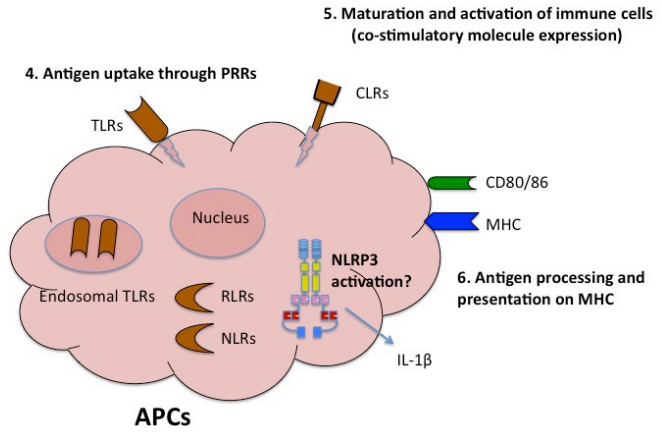 5. Maturation and activation of immune cells
(co-stimulatory molecule expression)
4. Antigen uptake through PRRs
CLRs
TLRs
CD80/86
Nucleus
MHC
NLRP3
activation?
6. Antigen processing and
presentation on MHC
Endosomal TLRs
RLRs
NLRs
IL-1β
APCs